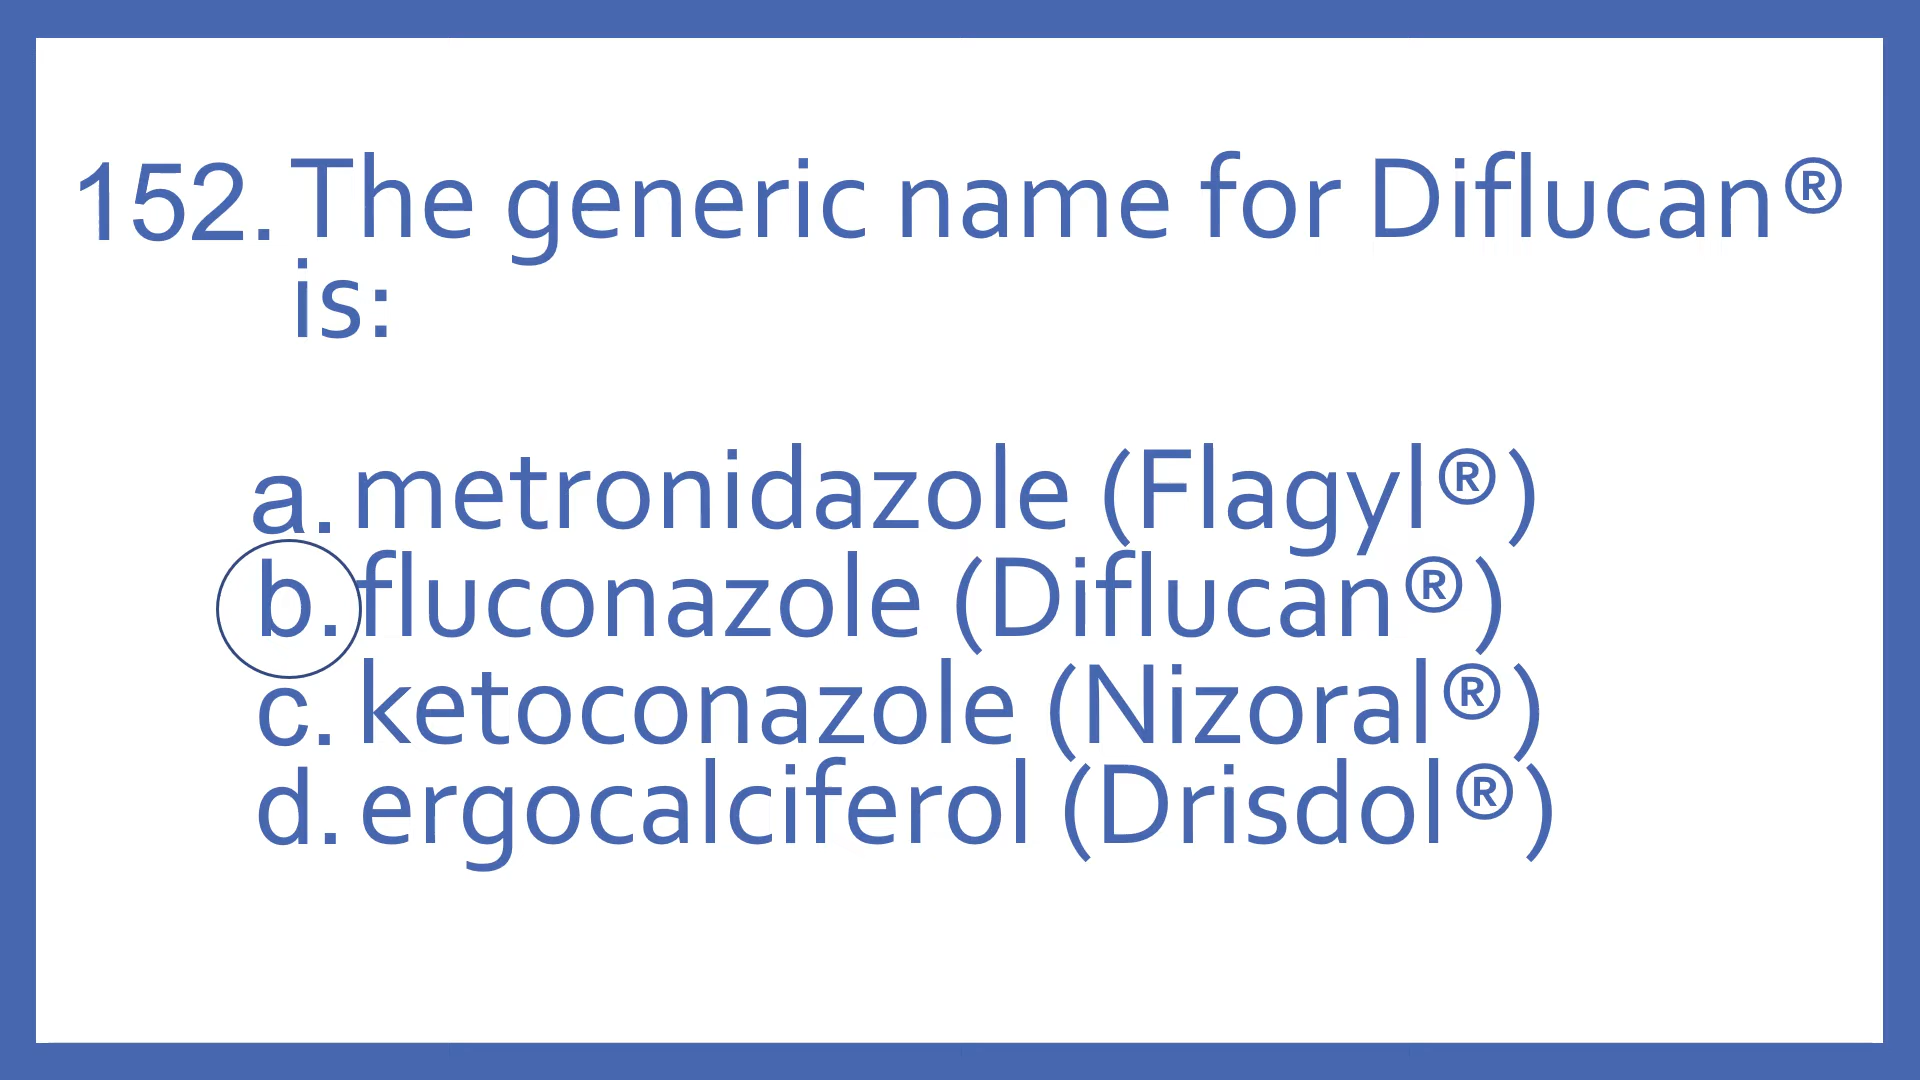 152. The generic name for Diflucan®
is:
a. metronidazole (Flagyl®)
b. fluconazole (Diflucan®)
c. ketoconazole (Nizoral®)
d. ergocalciferol (Drisdol®)